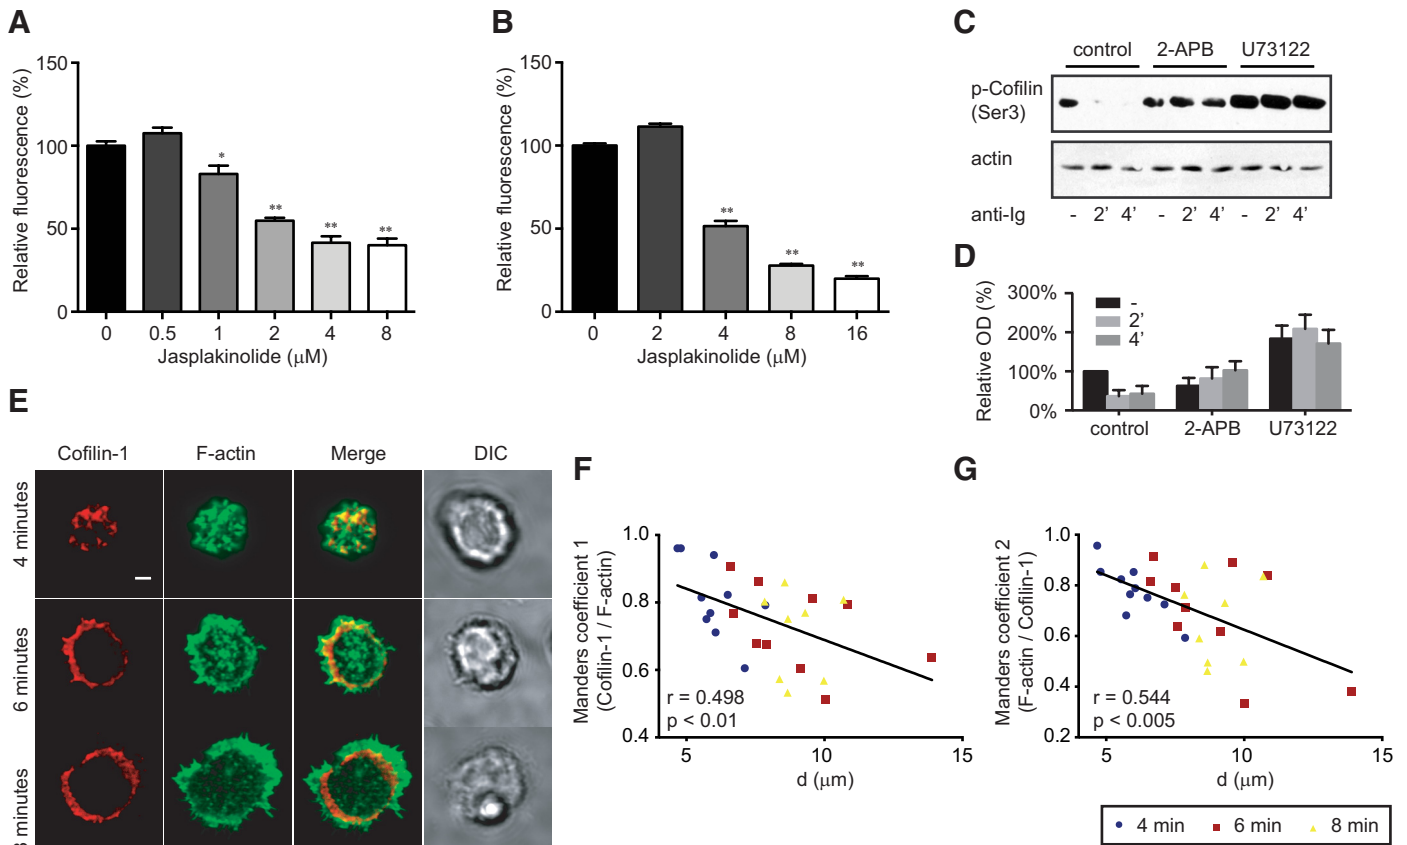 A
Relative fluorescence (%)
150
100
50
0
*
**
**
**
0 0.5 1 2 4 8
Jasplakinolide (μM)
B
Relative fluorescence (%)
150
100
50
0
**
**
**
0 2 4 8 16
Jasplakinolide (μM)
C
control 2-APB U73122
p-Cofilin
(Ser3)
actin
anti-Ig - 2’ 4’ - 2’ 4’ - 2’ 4’
D
Relative OD (%)
300%
200%
100%
0%
-
2’
4’
control 2-APB U73122
E
Cofilin-1 F-actin Merge DIC
4 minutes
6 minutes
minutes
F
Manders coefficient 1
(Cofilin-1 / F-actin)
1.0
0.8
0.6
0.4
r = 0.498
p < 0.01
5 10 15
d (μm)
G
Manders coefficient 2
(F-actin / Cofilin-1)
1.0
0.8
0.6
0.4
0.2
r = 0.544
p < 0.005
5 10 15
d (μm)
4 min 6 min 8 min